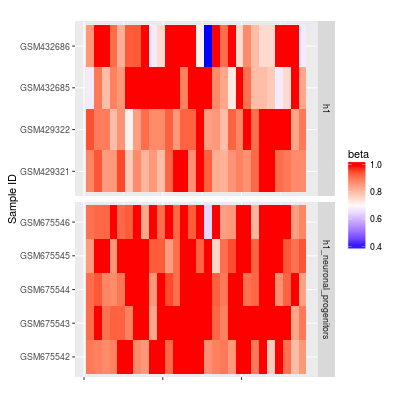 Sample ID
GSM432686
GSM432685
GSM429322
GSM429321
h1
GSM675546
GSM675545
GSM675544
GSM675543
GSM675542
h1_neuronal_progenitors
beta
1.0
0.8
0.6
0.4